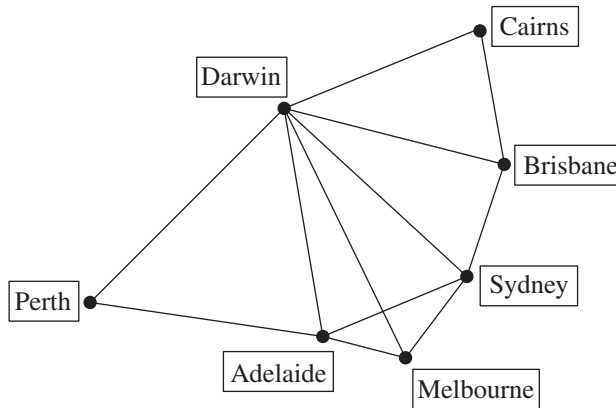 Cairns
Darwin
Brisbane
Sydney
Perth
Adelaide
Melbourne